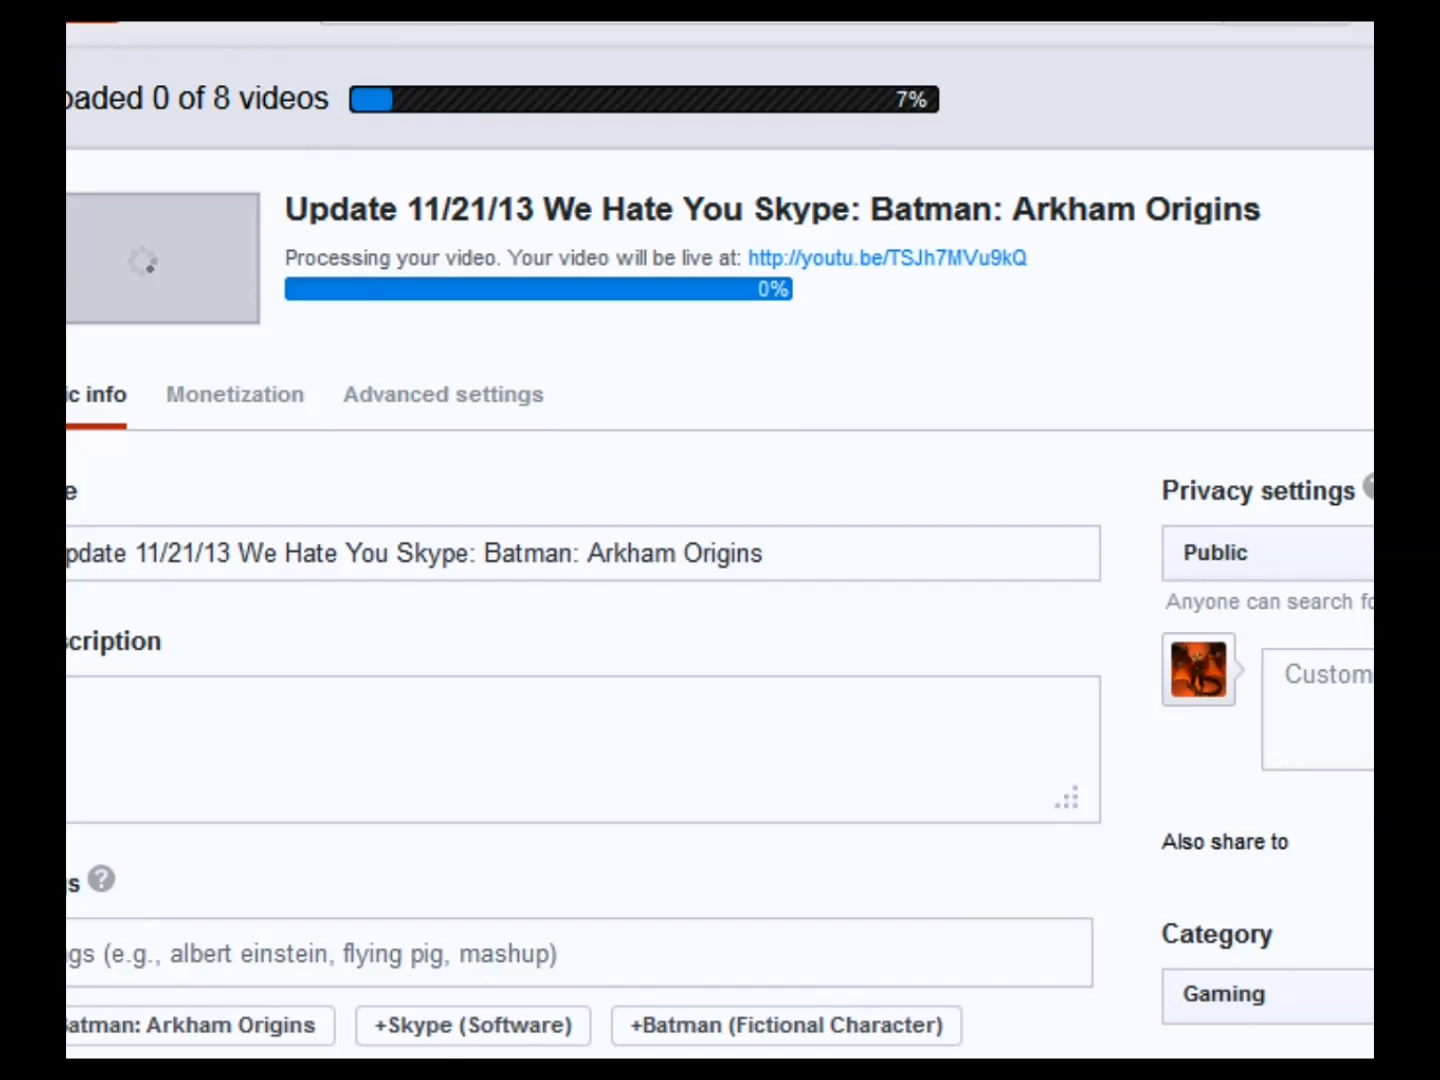 oaded 0 of 8 videos 7%
Update 11/21/13 We Hate You Skype: Batman: Arkham Origins
Processing your video. Your video will be live at: http://youtu.be/TSJh7MVu9kQ
0%
ic info Monetization Advanced settings
e
Privacy settings
pdate 11/21/13 We Hate You Skype: Batman: Arkham Origins
Public
Anyone can search fo
scription
Custom
Also share to
s ?
Category
gs (e.g., albert einstein, flying pig, mashup)
Gaming
Batman: Arkham Origins +Skype (Software) +Batman (Fictional Character)